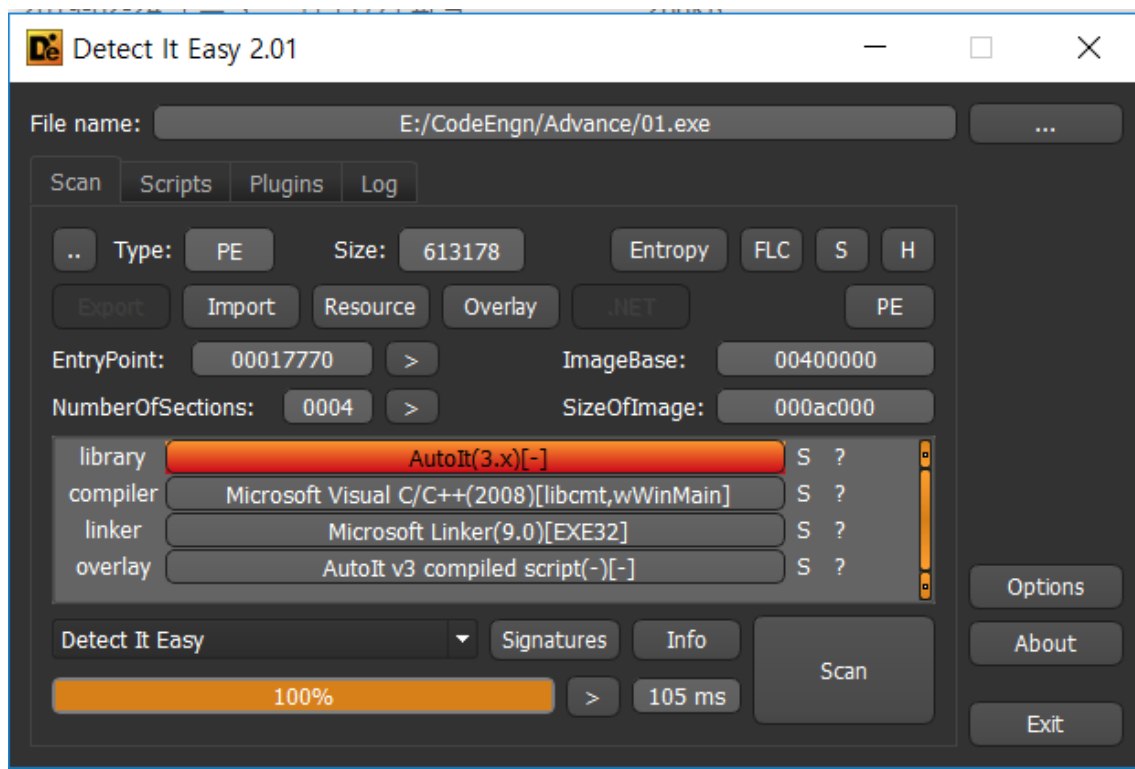 Detect It Easy 2.01
File name: E:/CodeEngn/Advance/01.exe ...
Scan Scripts Plugins Log
.. Type: PE Size: 613178 Entropy FLC S H
Export Import Resource Overlay .NET PE
EntryPoint: 00017770 > ImageBase: 00400000
NumberOfSections: 0004 > SizeOfImage: 000ac000
library AutoIt(3.x)[-] S ?
compiler Microsoft Visual C/C++(2008)[libcmt,wWinMain] S ?
linker Microsoft Linker(9.0)[EXE32] S ?
overlay AutoIt v3 compiled script(-)[-] S ?
Options
Detect It Easy Signatures Info About
Scan
100% > 105 ms
Exit